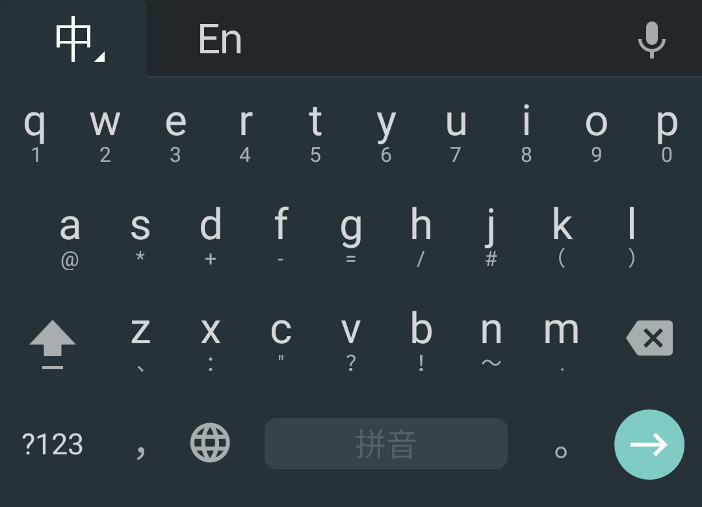 中 En
q w e r t y u i o p
1 2 3 4 5 6 7 8 9 0
a s d f g h j k l
@ * + - = / # ( )
z x c v b n m
、 : " ? ! ～ .
?123 ， 拼音 。